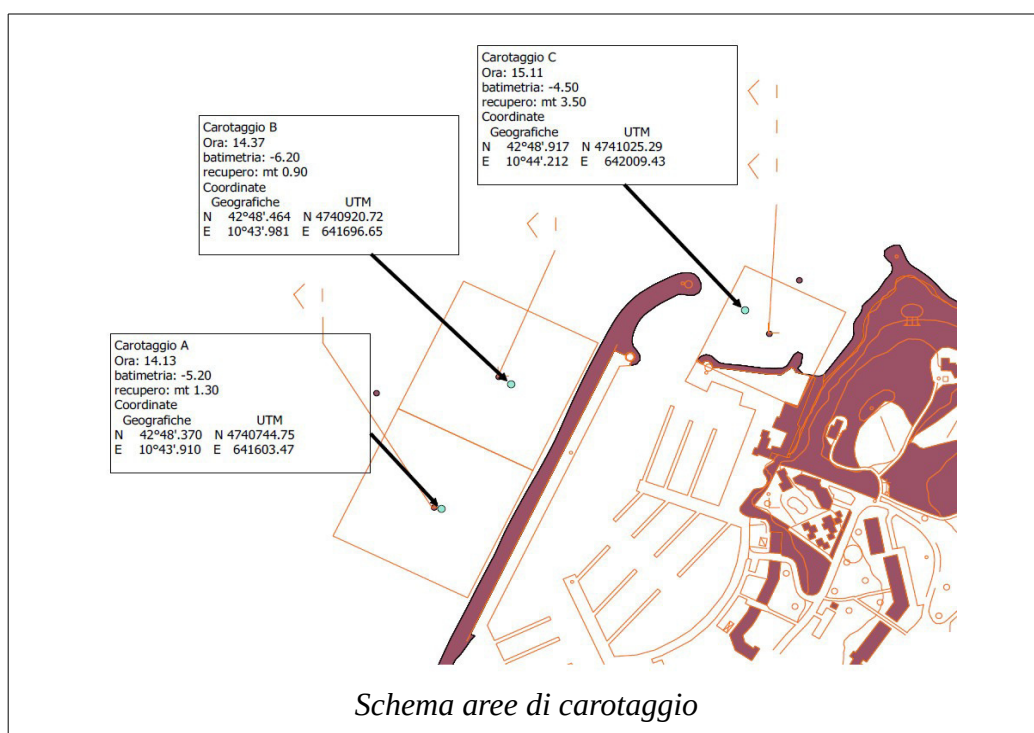 Carotaggio C
Ora: 15.11
batimetria: -4.50
recupero: mt 3.50
Coordinate
Geografiche UTM
N 42°48'.917 N 4741025.29
E 10°44'.212 E 642009.43
Carotaggio B
Ora: 14.37
batimetria: -6.20
recupero: mt 0.90
Coordinate
Geografiche UTM
N 42°48'.464 N 4740920.72
E 10°43'.981 E 641696.65
Carotaggio A
Ora: 14.13
batimetria: -5.20
recupero: mt 1.30
Coordinate
Geografiche UTM
N 42°48'.370 N 4740744.75
E 10°43'.910 E 641603.47
Schema aree di carotaggio